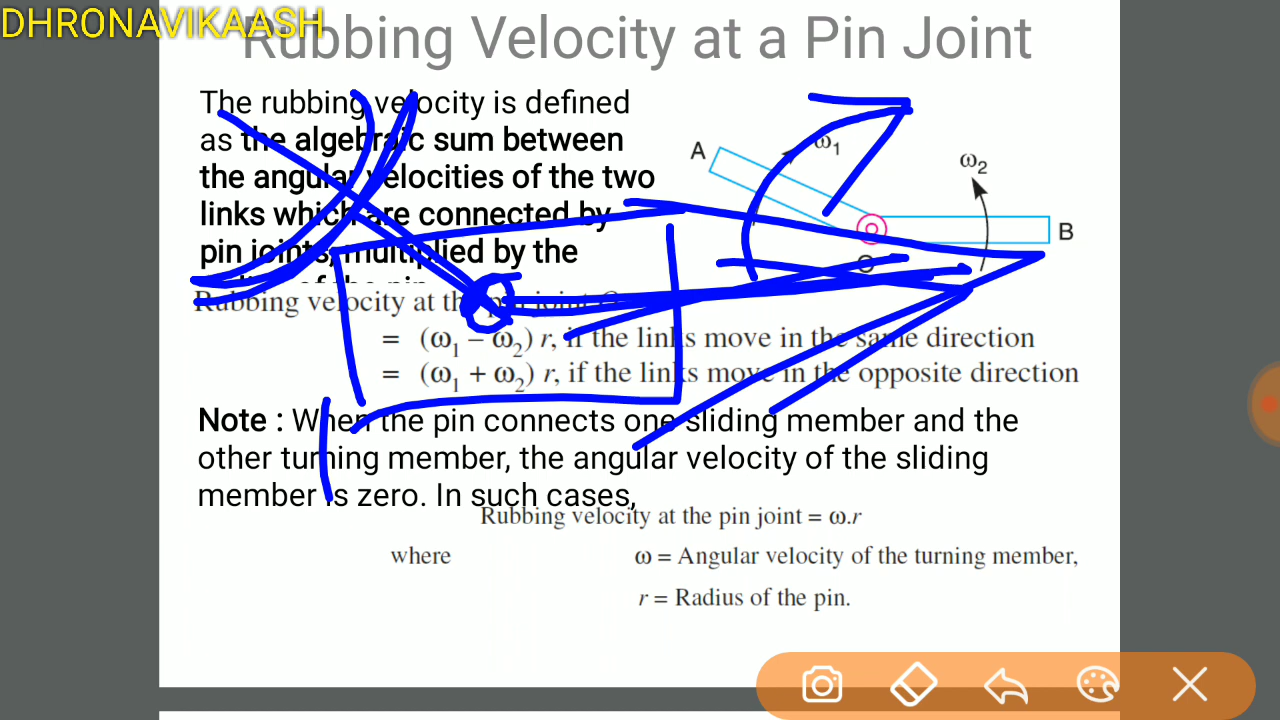 DHRONAVIKAASH
Rubbing Velocity at a Pin Joint
The rubbing velocity is defined
as the algebraic sum between
the angular velocities of the two
links which are connected by
pin joints, multiplied by the
A
ω1
ω2
B
O
Rubbing velocity at the pin joint O
= (ω1 – ω2) r, if the links move in the same direction
= (ω1 + ω2) r, if the links move in the opposite direction
Note : When the pin connects one sliding member and the
other turning member, the angular velocity of the sliding
member is zero. In such cases,
Rubbing velocity at the pin joint = ω.r
where ω = Angular velocity of the turning member,
r = Radius of the pin.